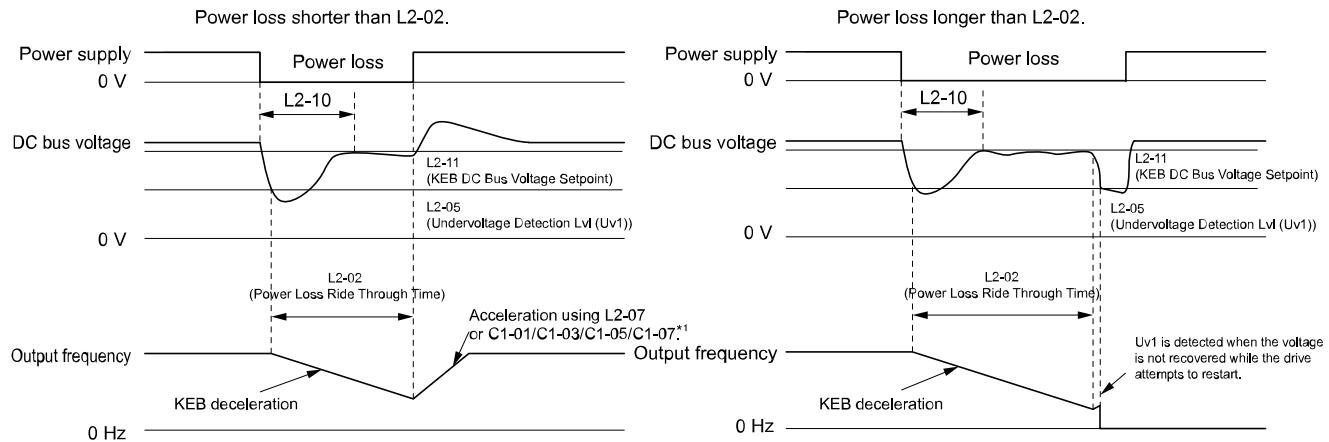 Power loss shorter than L2-02.
Power supply
Power loss
0 V
L2-10
DC bus voltage
L2-11
(KEB DC Bus Voltage Setpoint)
L2-05
(Undervoltage Detection Lvl (Uv1))
0 V
L2-02
(Power Loss Ride Through Time)
Acceleration using L2-07
or C1-01/C1-03/C1-05/C1-07.*1
Output frequency
KEB deceleration
0 Hz
Power loss longer than L2-02.
Power supply
Power loss
0 V
L2-10
DC bus voltage
L2-11
(KEB DC Bus Voltage Setpoint)
L2-05
(Undervoltage Detection Lvl (Uv1))
0 V
L2-02
(Power Loss Ride Through Time)
Output frequency
Uv1 is detected when the voltage
is not recovered while the drive
attempts to restart.
KEB deceleration
0 Hz